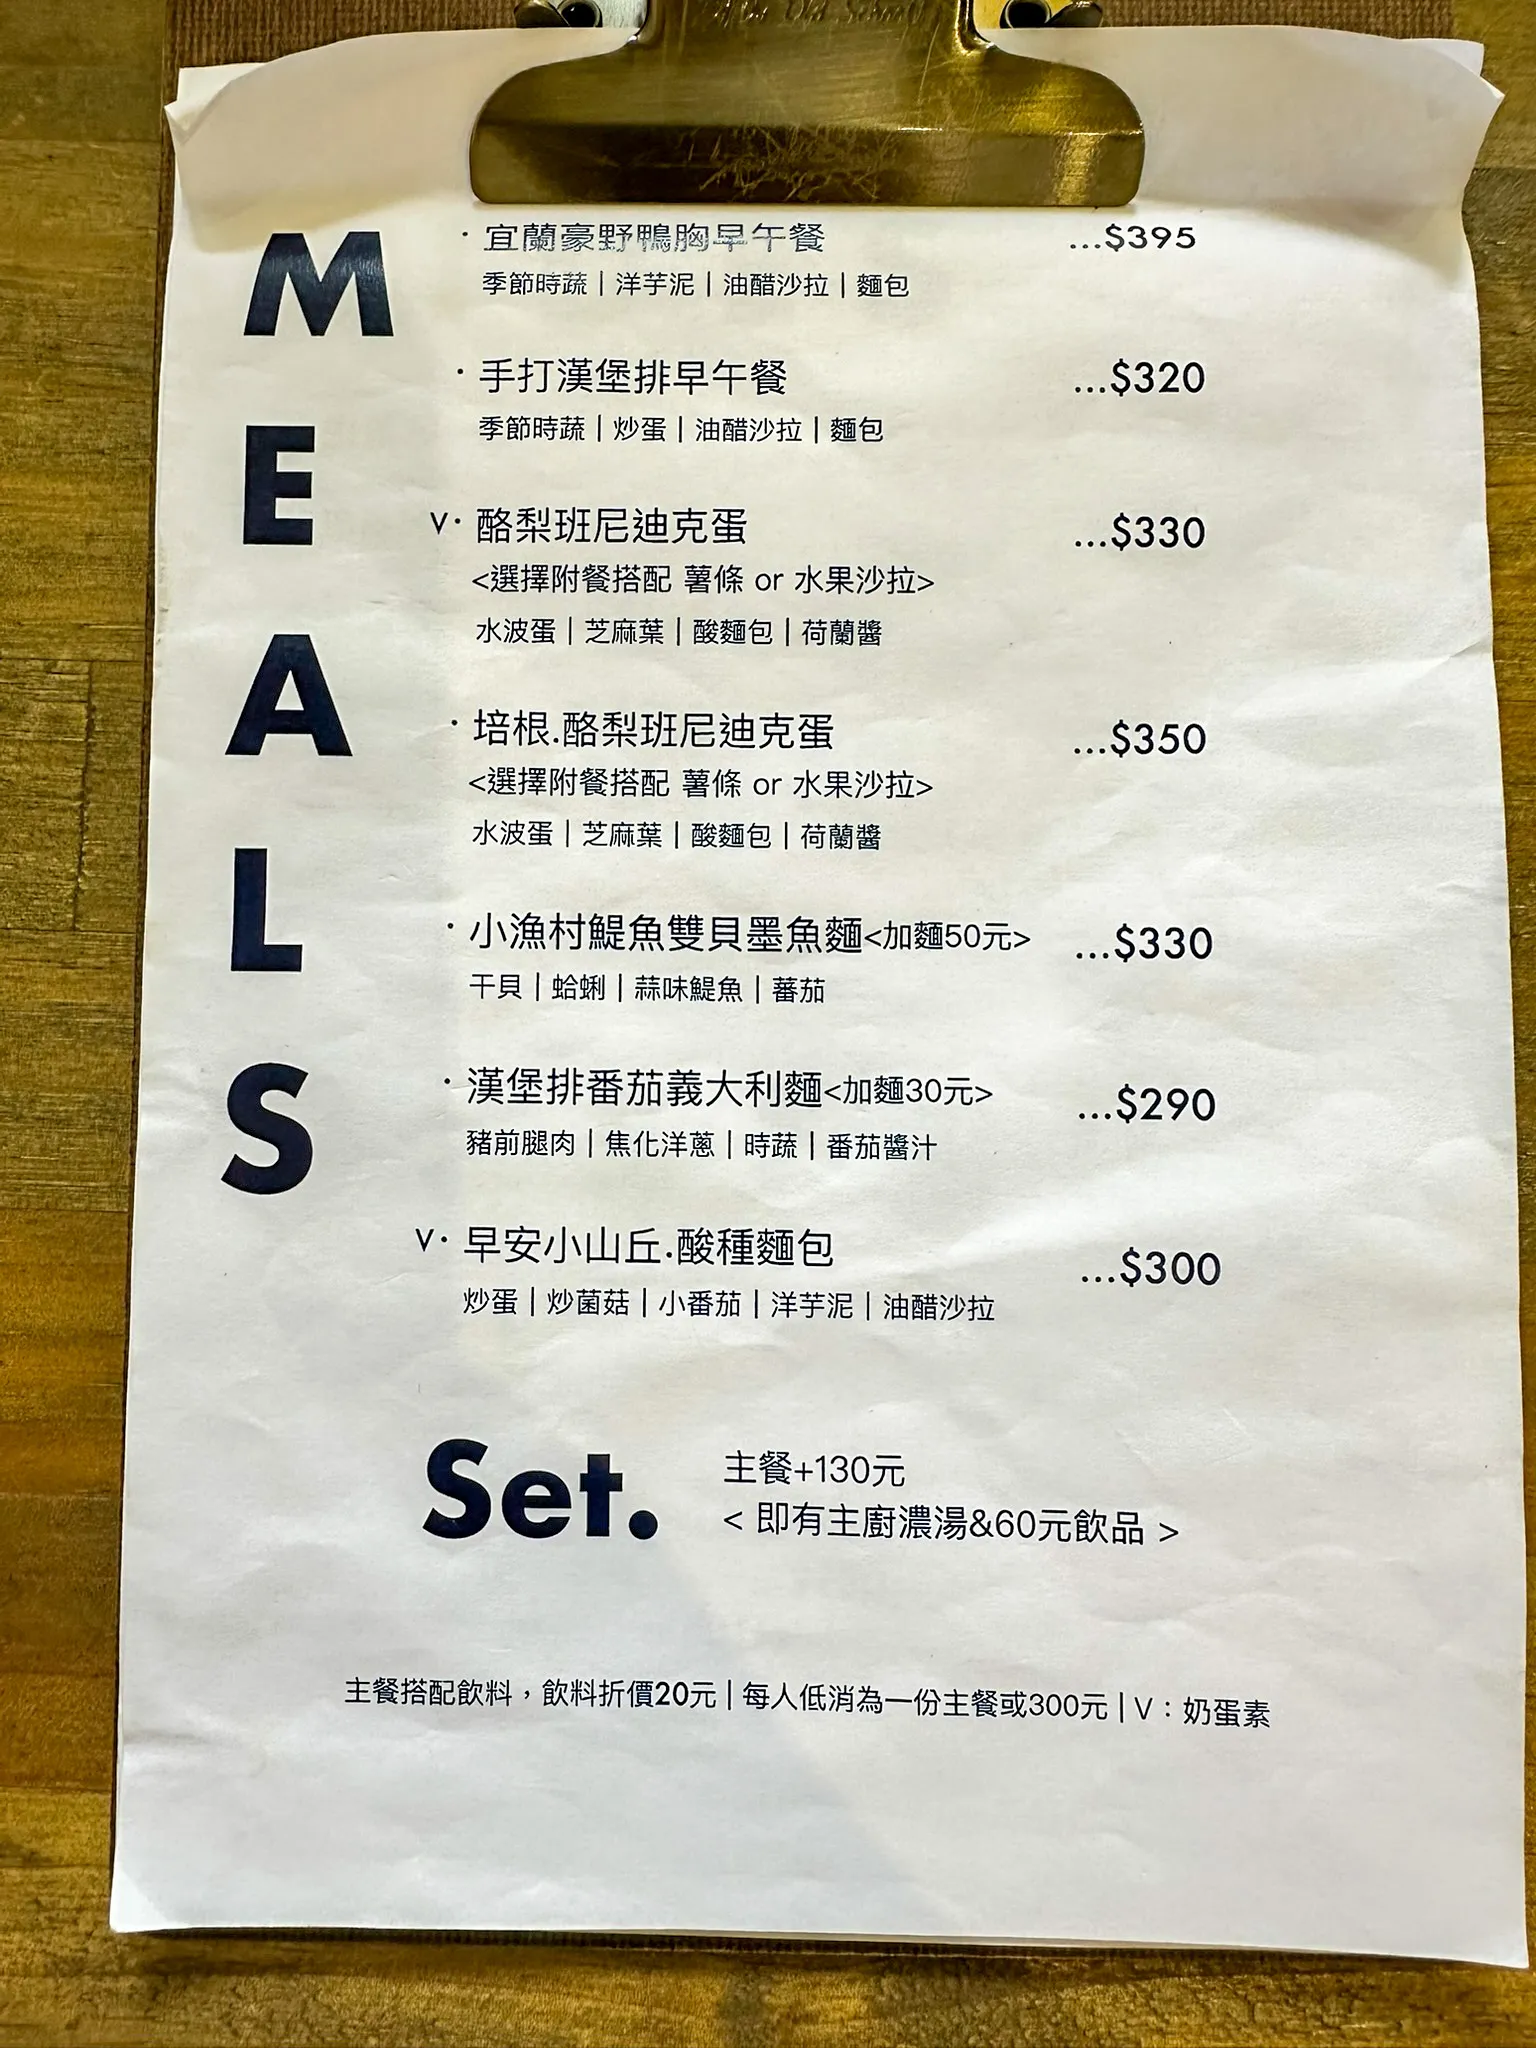 MEALS
· 宜蘭豪野鴨胸早午餐 ...$395
季節時蔬 | 洋芋泥 | 油醋沙拉 | 麵包
· 手打漢堡排早午餐 ...$320
季節時蔬 | 炒蛋 | 油醋沙拉 | 麵包
V· 酪梨班尼迪克蛋 ...$330
<選擇附餐搭配 薯條 or 水果沙拉>
水波蛋 | 芝麻葉 | 酸麵包 | 荷蘭醬
· 培根.酪梨班尼迪克蛋 ...$350
<選擇附餐搭配 薯條 or 水果沙拉>
水波蛋 | 芝麻葉 | 酸麵包 | 荷蘭醬
· 小漁村鯷魚雙貝墨魚麵<加麵50元> ...$330
干貝 | 蛤蜊 | 蒜味鯷魚 | 蕃茄
· 漢堡排番茄義大利麵<加麵30元> ...$290
豬前腿肉 | 焦化洋蔥 | 時蔬 | 番茄醬汁
V· 早安小山丘.酸種麵包 ...$300
炒蛋 | 炒菌菇 | 小番茄 | 洋芋泥 | 油醋沙拉
Set. 主餐+130元
< 即有主廚濃湯&60元飲品 >
主餐搭配飲料，飲料折價20元 | 每人低消為一份主餐或300元 | V：奶蛋素